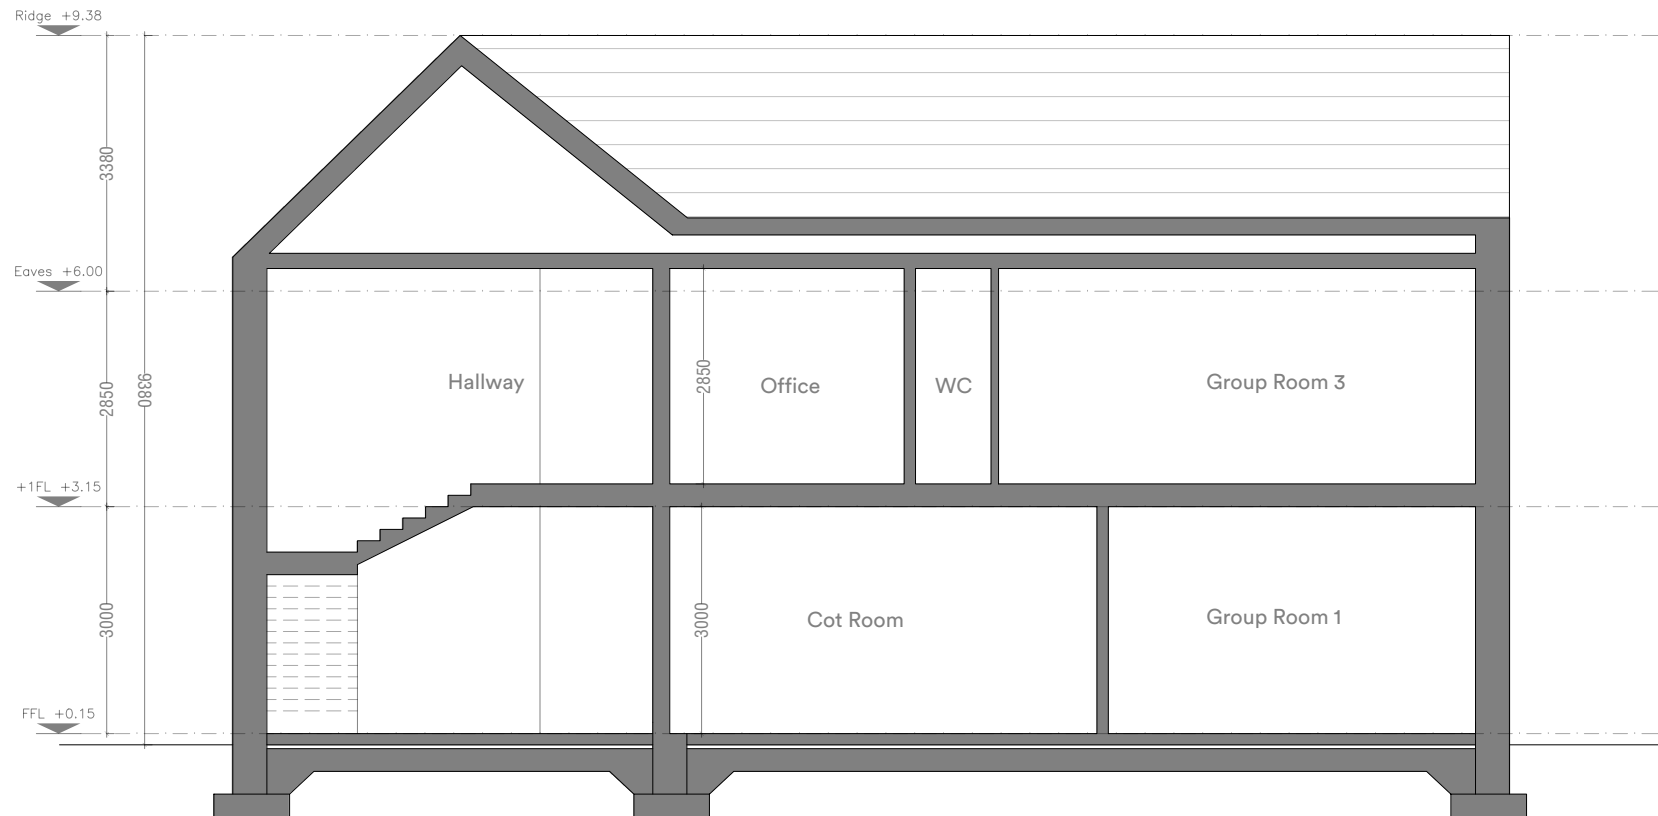 Ridge +9.38
3380
Eaves +6.00
2850
9380
Hallway
2850
Office
WC
Group Room 3
+1FL +3.15
3000
3000
Cot Room
Group Room 1
FFL +0.15